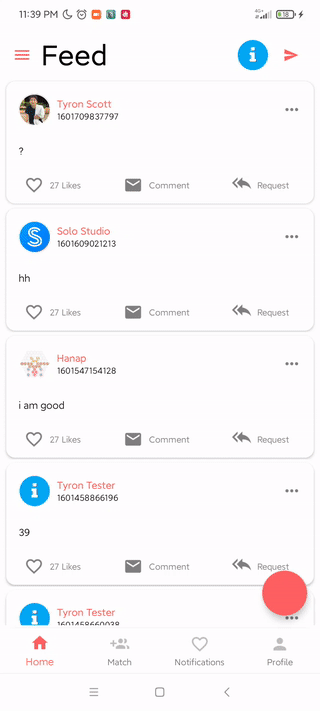 11:39 PM
4G+
18
Feed
Tyron Scott
1601709837797
?
27 Likes
Comment
Request
Solo Studio
1601609021213
hh
27 Likes
Comment
Request
Hanap
1601547154128
i am good
27 Likes
Comment
Request
Tyron Tester
1601458866196
39
27 Likes
Comment
Request
Tyron Tester
1601458660038
Home
Match
Notifications
Profile